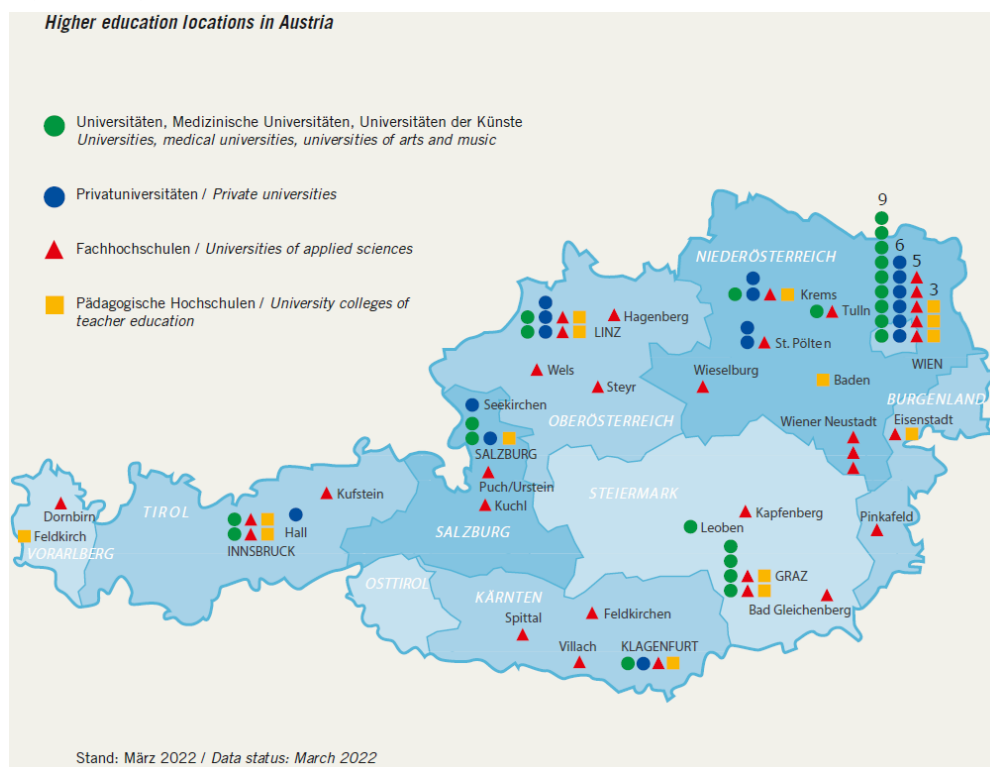 Higher education locations in Austria
Universitäten, Medizinische Universitäten, Universitäten der Künste
Universities, medical universities, universities of arts and music
Privatuniversitäten / Private universities
Fachhochschulen / Universities of applied sciences
Pädagogische Hochschulen / University colleges of
teacher education
9
6
5
3
NIEDERÖSTERREICH
Krems
Tulln
Hagenberg
LINZ
St. Pölten
WIEN
Wels
Steyr
Wieselburg
Baden
BURGENLAND
Seekirchen
OBERÖSTERREICH
Wiener Neustadt
Eisenstadt
SALZBURG
Puch/Urstein
Kuchl
STEIERMARK
Kufstein
Dornbirn
TIROL
Kapfenberg
Pinkafeld
Hall
Leoben
SALZBURG
Feldkirch
INNSBRUCK
VORARLBERG
GRAZ
OSTTIROL
KÄRNTEN
Bad Gleichenberg
Feldkirchen
Spittal
Villach
KLAGENFURT
Stand: März 2022 / Data status: March 2022